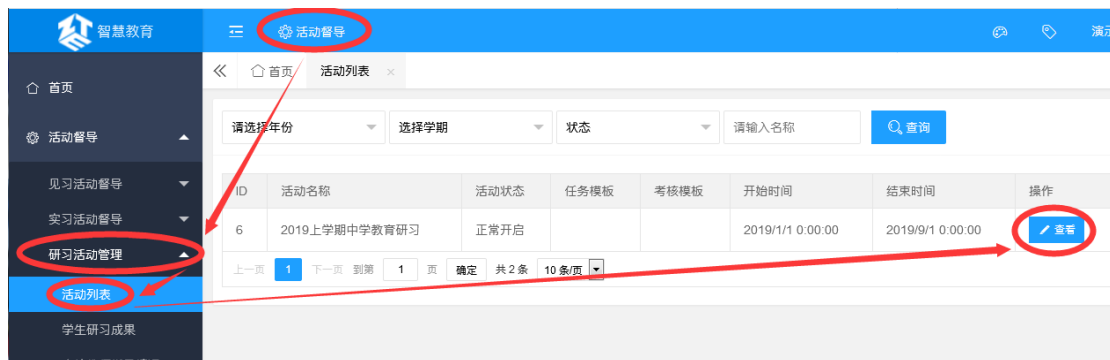 智慧教育
活动督导
演示
首页
活动列表 ×
首页
活动督导
见习活动督导
实习活动督导
研习活动管理
活动列表
学生研习成果
请选择年份 选择学期 状态 请输入名称 查询
ID 活动名称 活动状态 任务模板 考核模板 开始时间 结束时间 操作
6 2019上学期中学教育研习 正常开启 2019/1/1 0:00:00 2019/9/1 0:00:00 查看
上一页 1 下一页 到第 1 页 确定 共2条 10条/页